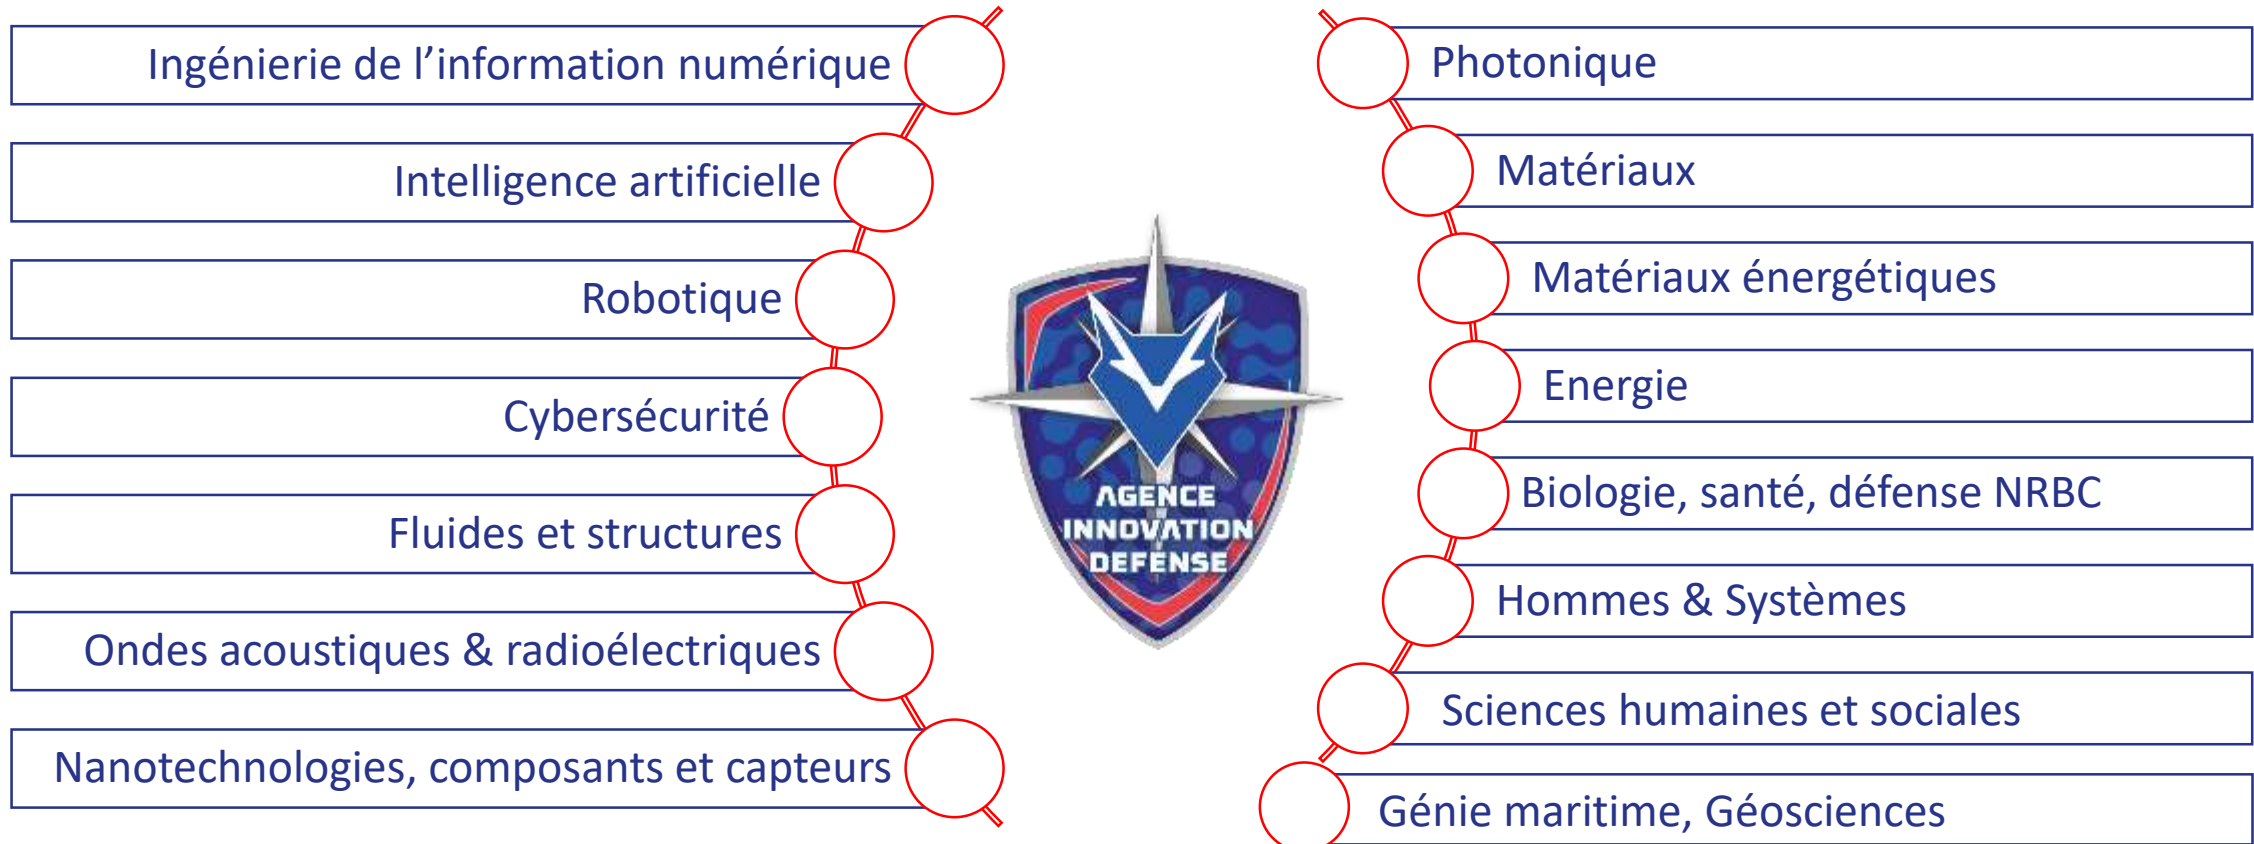 Ingénierie de l’information numérique
Intelligence artificielle
Robotique
Cybersécurité
Fluides et structures
Ondes acoustiques & radioélectriques
Nanotechnologies, composants et capteurs
AGENCE
INNOVATION
DEFENSE
Photonique
Matériaux
Matériaux énergétiques
Energie
Biologie, santé, défense NRBC
Hommes & Systèmes
Sciences humaines et sociales
Génie maritime, Géosciences